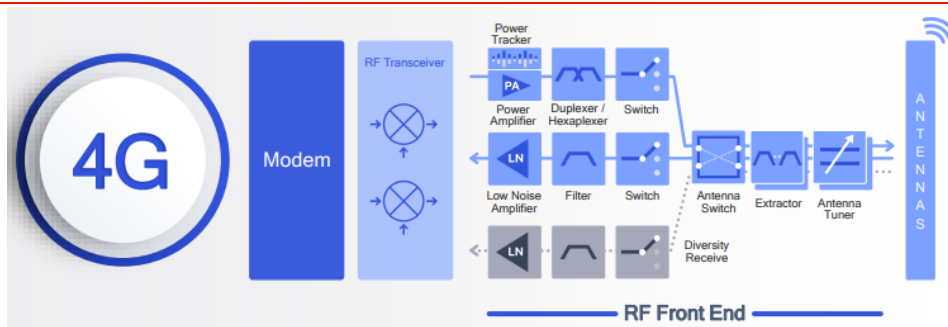 4G
Modem
RF Transceiver
Power
Tracker
PA
Power
Amplifier
Duplexer /
Hexaplexer
Switch
LN
Low Noise
Amplifier
Filter
Switch
Antenna
Switch
Extractor
Antenna
Tuner
LN
Diversity
Receive
ANTENNAS
RF Front End